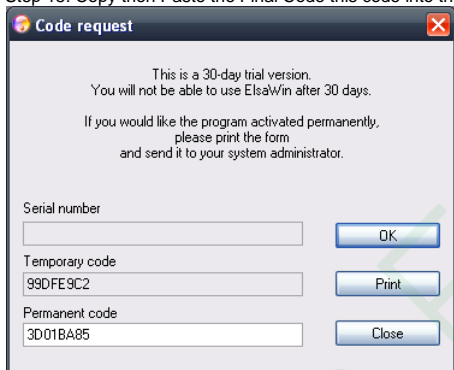 Step 13: Copy then Paste the Final Code this code into th
Code request
This is a 30-day trial version.
You will not be able to use ElsaWin after 30 days.
If you would like the program activated permanently,
please print the form
and send it to your system administrator.
Serial number
OK
Temporary code
99DFE9C2
Print
Permanent code
3D01BA85
Close